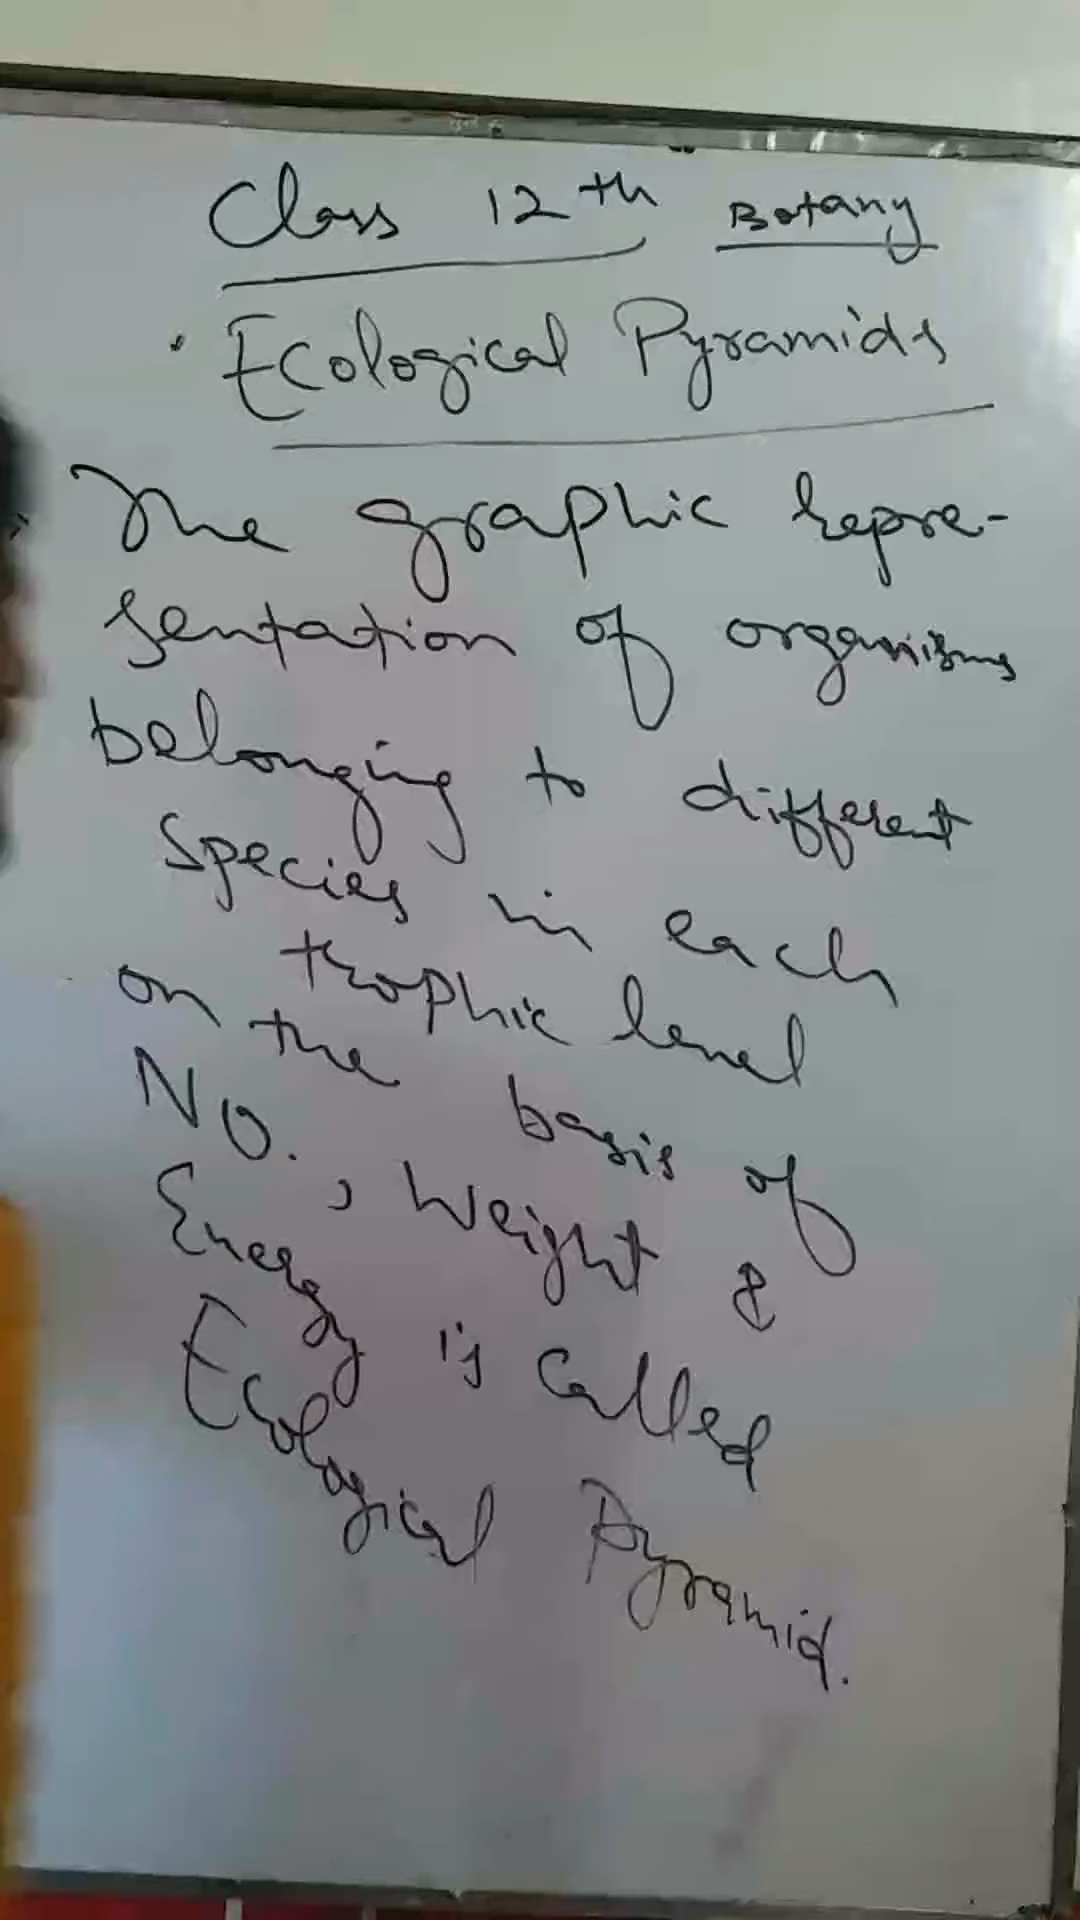 Class 12th Botany
• Ecological Pyramids
The graphic repre-
sentation of organisms
belonging to different
Species in each
trophic level
on the basis of
No., Weight &
Energy is called
Ecological Pyramid.